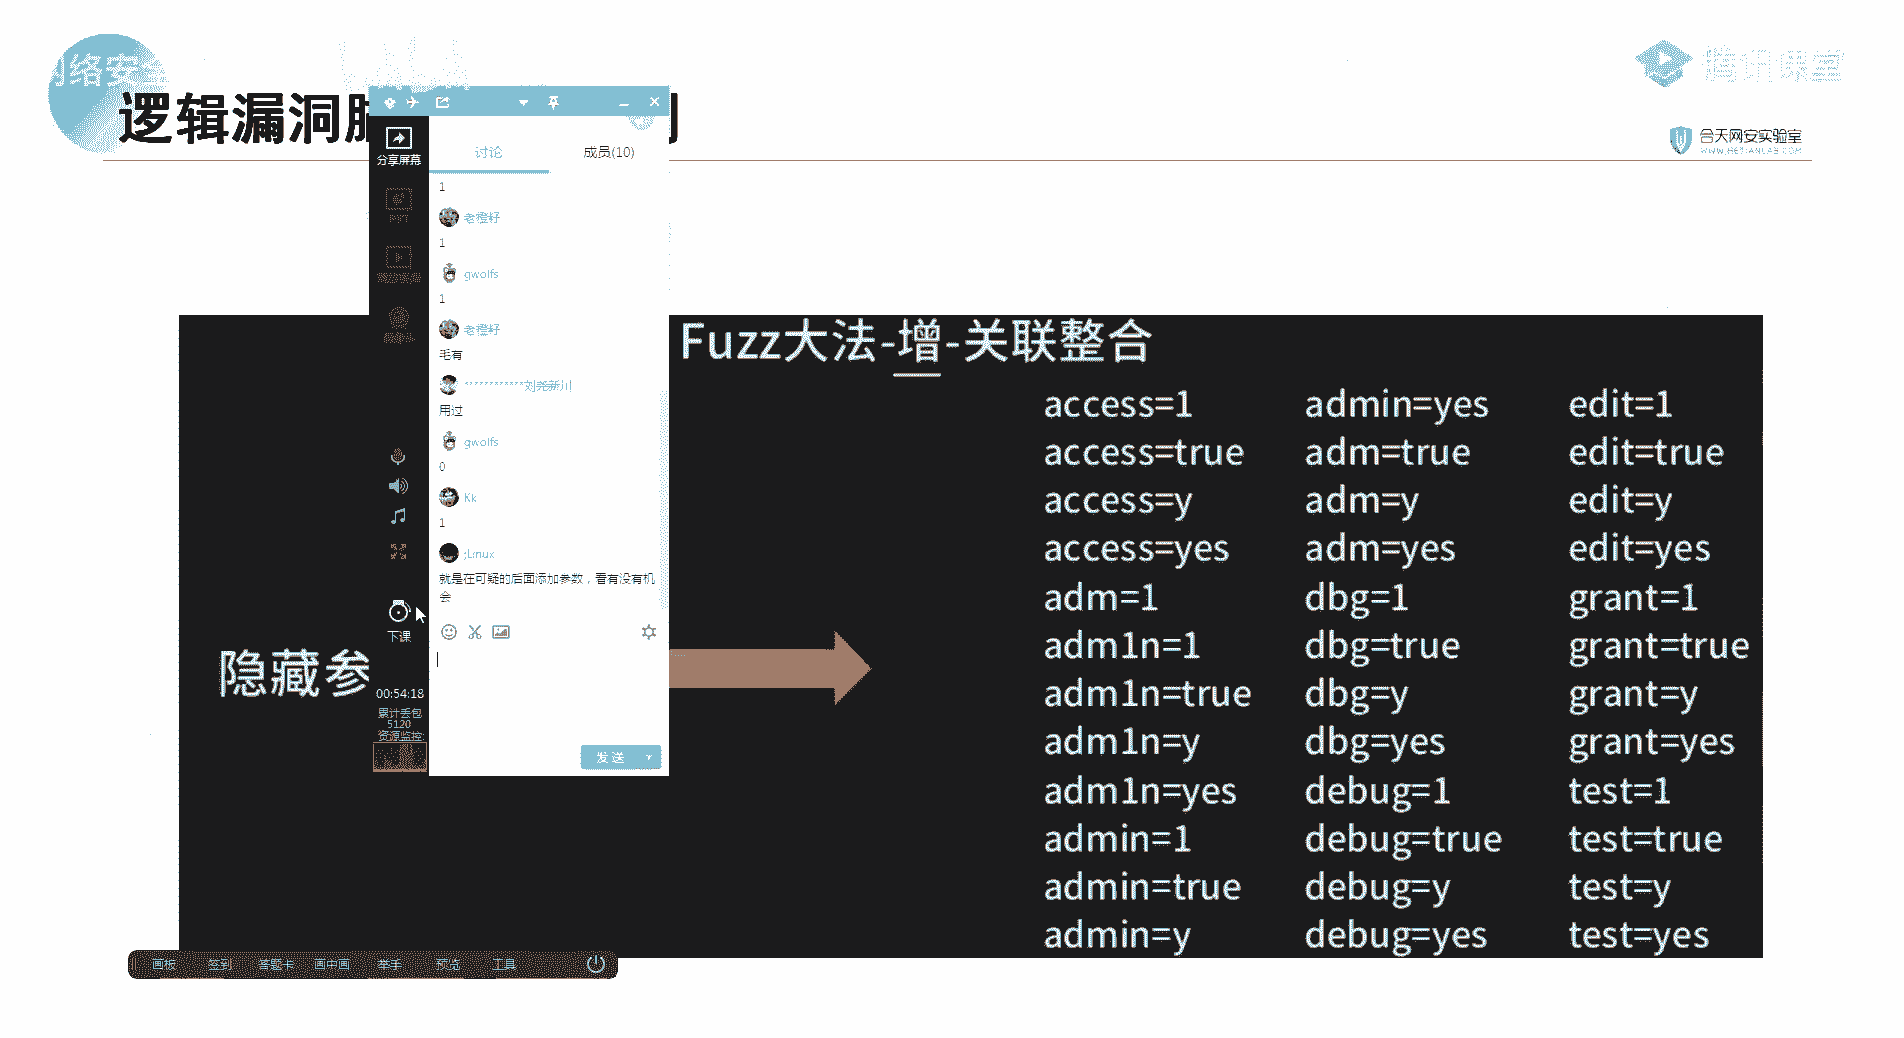 网络安全
腾讯课堂
逻辑漏洞
合天网安实验室
WWW.HETIANLAB.COM
分享屏幕
讨论
成员(10)
1
老橙籽
1
gwolfs
1
老橙籽
毛有
************刘尧新川
用过
gwolfs
0
Kk
1
;Lmux
就是在可疑的后面添加参数，看有没有机
会
下课
00:54:18
累计丢包
5120
资源监控:
发送
Fuzz大法-增-关联整合
隐藏参
access=1 admin=yes edit=1
access=true adm=true edit=true
access=y adm=y edit=y
access=yes adm=yes edit=yes
adm=1 dbg=1 grant=1
adm1n=1 dbg=true grant=true
adm1n=true dbg=y grant=y
adm1n=y dbg=yes grant=yes
adm1n=yes debug=1 test=1
admin=1 debug=true test=true
admin=true debug=y test=y
admin=y debug=yes test=yes
画板 签到 答题卡 画中画 举手 预览 工具